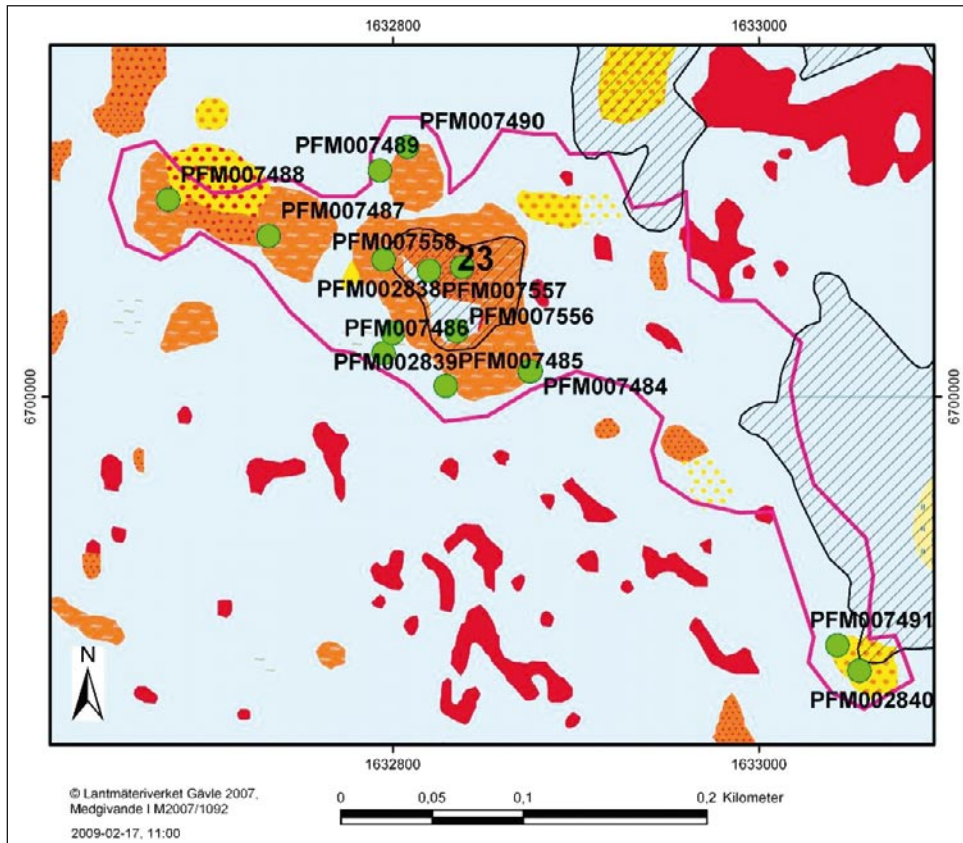 1632800
1633000
PFM007490
PFM007489
PFM007488
PFM007487
PFM007558
23
PFM002838
PFM007557
PFM007556
PFM007486
PFM002839
PFM007485
PFM007484
6700000
6700000
PFM007491
PFM002840
N
1632800
1633000
© Lantmäteriverket Gävle 2007,
Medgivande I M2007/1092
2009-02-17, 11:00
0 0,05 0,1 0,2 Kilometer